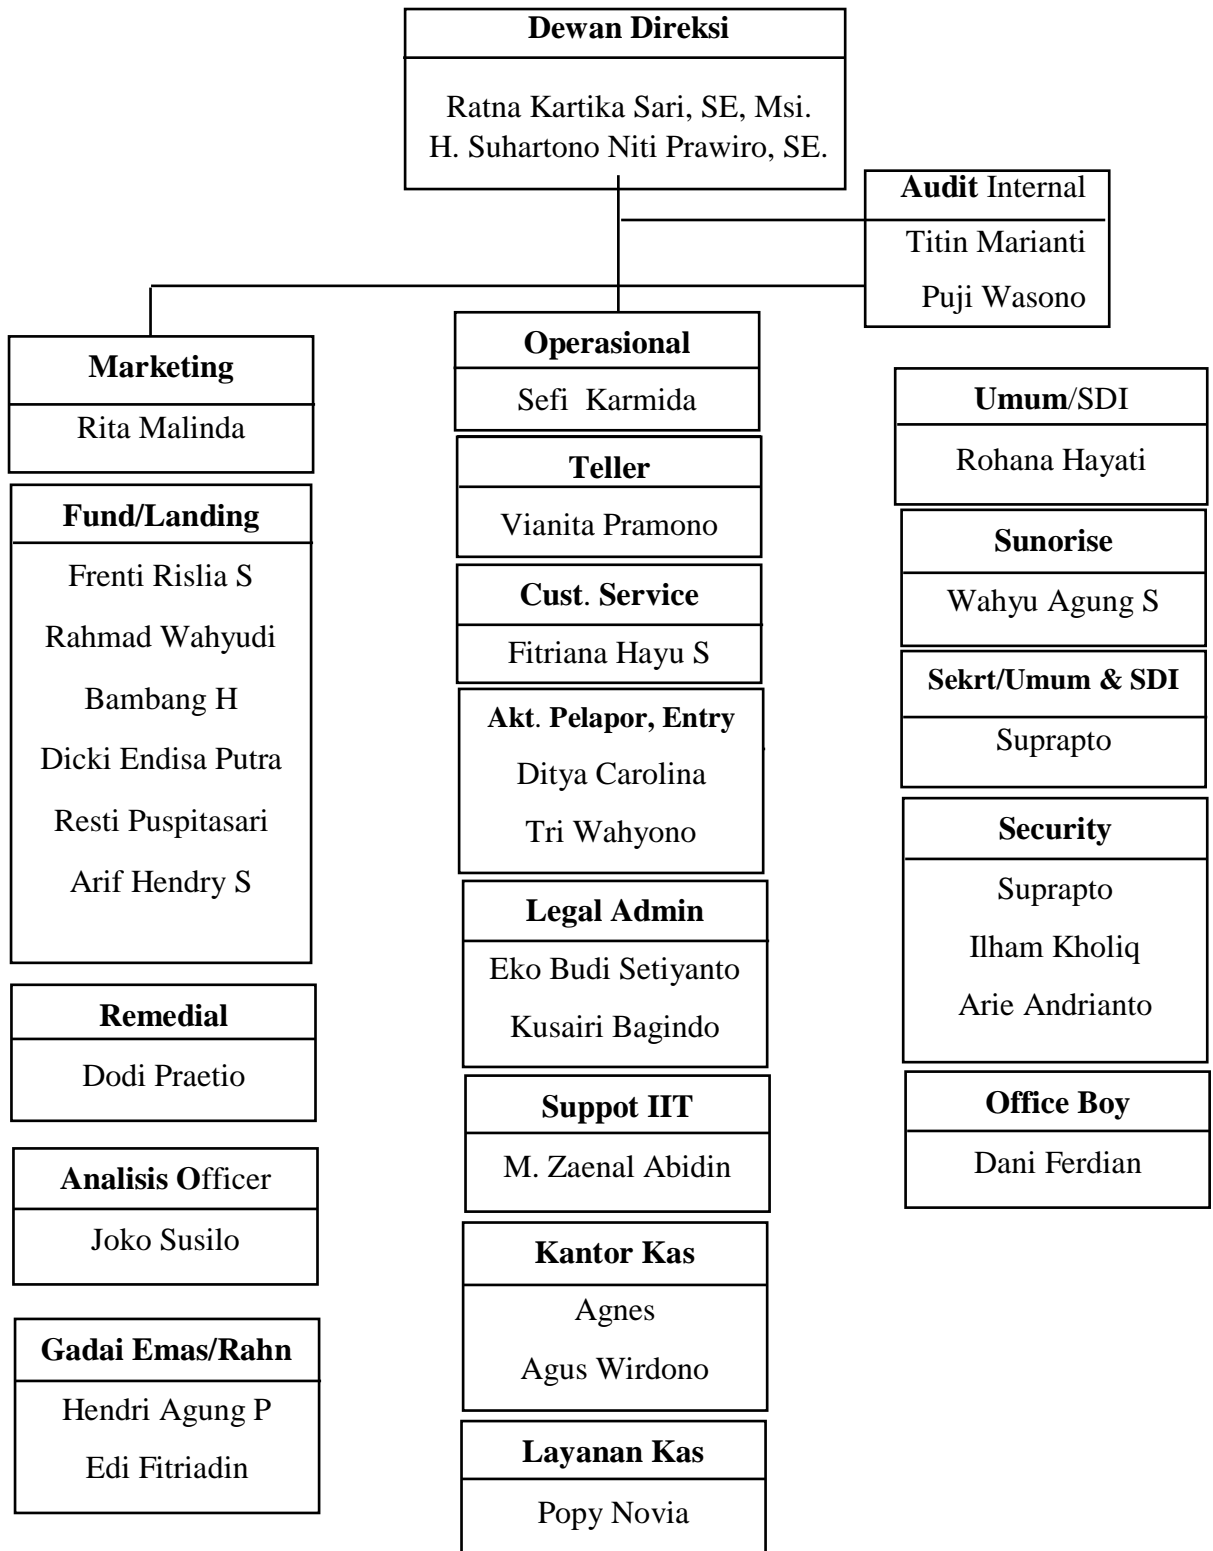 Dewan Direksi
Ratna Kartika Sari, SE, Msi.
H. Suhartono Niti Prawiro, SE.
Audit Internal
Titin Marianti
Puji Wasono
Marketing
Rita Malinda
Fund/Landing
Frenti Rislia S
Rahmad Wahyudi
Bambang H
Dicki Endisa Putra
Resti Puspitasari
Arif Hendry S
Remedial
Dodi Praetio
Analisis Officer
Joko Susilo
Gadai Emas/Rahn
Hendri Agung P
Edi Fitriadin
Operasional
Sefi Karmida
Teller
Vianita Pramono
Cust. Service
Fitriana Hayu S
Akt. Pelapor, Entry
Ditya Carolina
Tri Wahyono
Legal Admin
Eko Budi Setiyanto
Kusairi Bagindo
Suppot IIT
M. Zaenal Abidin
Kantor Kas
Agnes
Agus Wirdono
Layanan Kas
Popy Novia
Umum/SDI
Rohana Hayati
Sunorise
Wahyu Agung S
Sekrt/Umum & SDI
Suprapto
Security
Suprapto
Ilham Kholiq
Arie Andrianto
Office Boy
Dani Ferdian